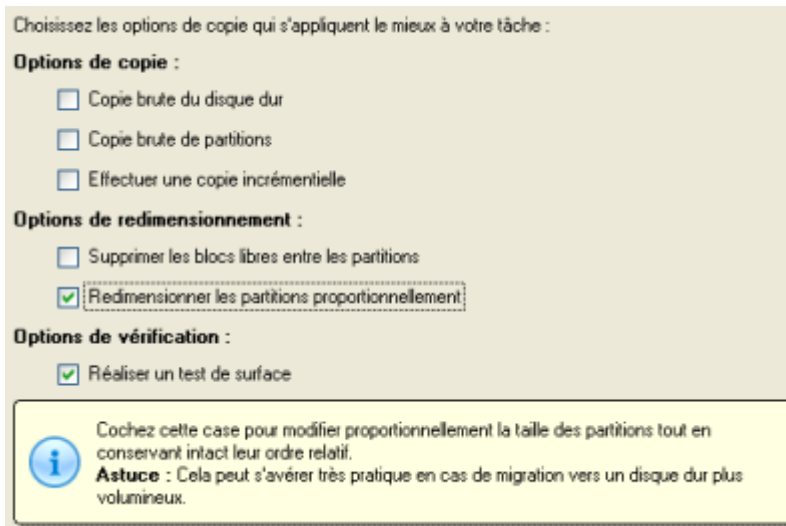 Choisissez les options de copie qui s'appliquent le mieux à votre tâche :
Options de copie :
Copie brute du disque dur
Copie brute de partitions
Effectuer une copie incrémentielle
Options de redimensionnement :
Supprimer les blocs libres entre les partitions
Redimensionner les partitions proportionnellement
Options de vérification :
Réaliser un test de surface
Cochez cette case pour modifier proportionnellement la taille des partitions tout en
conservant intact leur ordre relatif.
Astuce : Cela peut s'avérer très pratique en cas de migration vers un disque dur plus
volumineux.